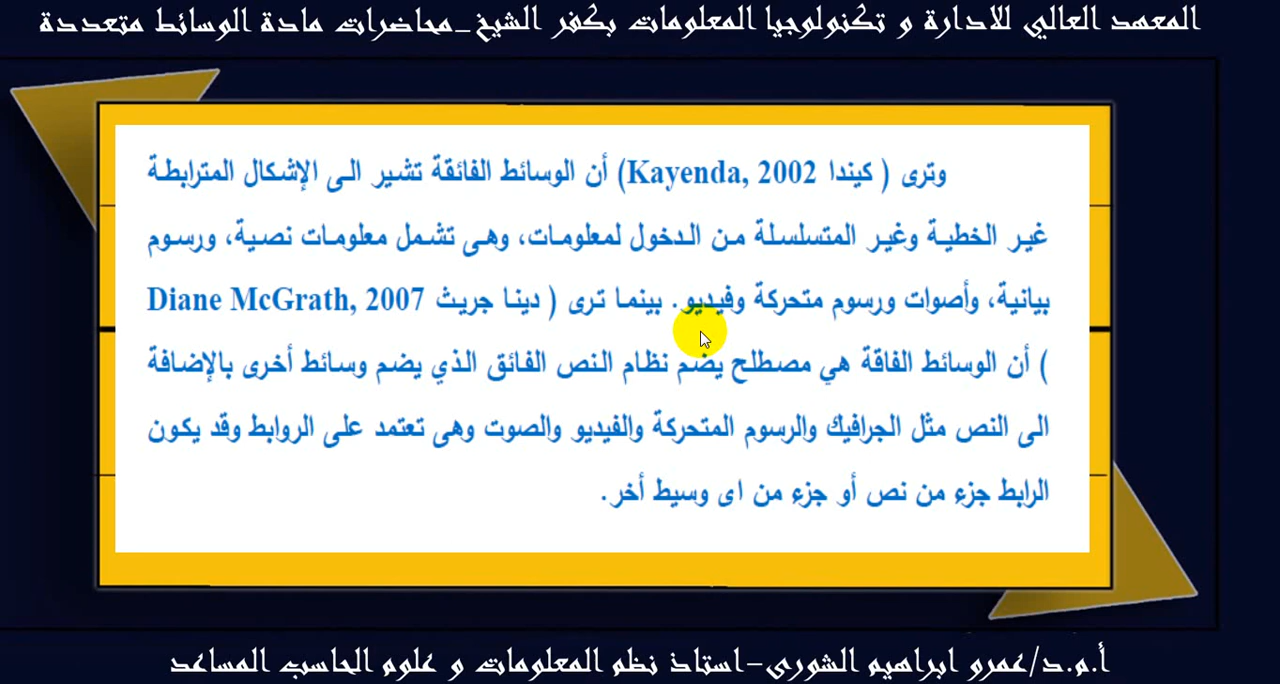 المعهد العالي للادارة و تكنولوجيا المعلومات بكفر الشيخ_محاضرات مادة الوسائط متعددة
وترى ( كيندا Kayenda, 2002) أن الوسائط الفائقة تشير الى الإشكال المترابطة
غير الخطية وغير المتسلسلة من الدخول لمعلومات، وهى تشمل معلومات نصية، ورسوم
بيانية، وأصوات ورسوم متحركة وفيديو. بينما ترى ( دينا جريث Diane McGrath, 2007
) أن الوسائط الفاقة هي مصطلح يضم نظام النص الفائق الذي يضم وسائط أخرى بالإضافة
الى النص مثل الجرافيك والرسوم المتحركة والفيديو والصوت وهى تعتمد على الروابط وقد يكون
الرابط جزء من نص أو جزء من اى وسيط أخر.
أ.م.د/عمرو ابراهيم الشورى-استاذ نظم المعلومات و علوم الحاسب المساعد